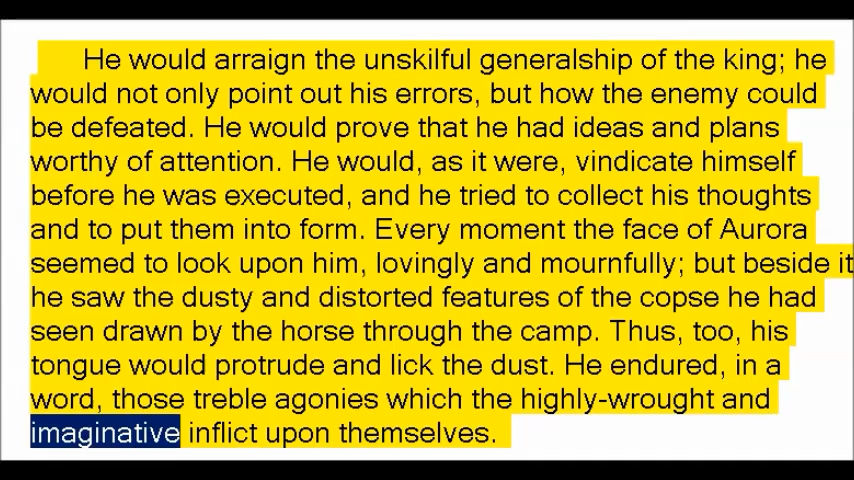 He would arraign the unskilful generalship of the king; he
would not only point out his errors, but how the enemy could
be defeated. He would prove that he had ideas and plans
worthy of attention. He would, as it were, vindicate himself
before he was executed, and he tried to collect his thoughts
and to put them into form. Every moment the face of Aurora
seemed to look upon him, lovingly and mournfully; but beside it
he saw the dusty and distorted features of the copse he had
seen drawn by the horse through the camp. Thus, too, his
tongue would protrude and lick the dust. He endured, in a
word, those treble agonies which the highly-wrought and
imaginative inflict upon themselves.